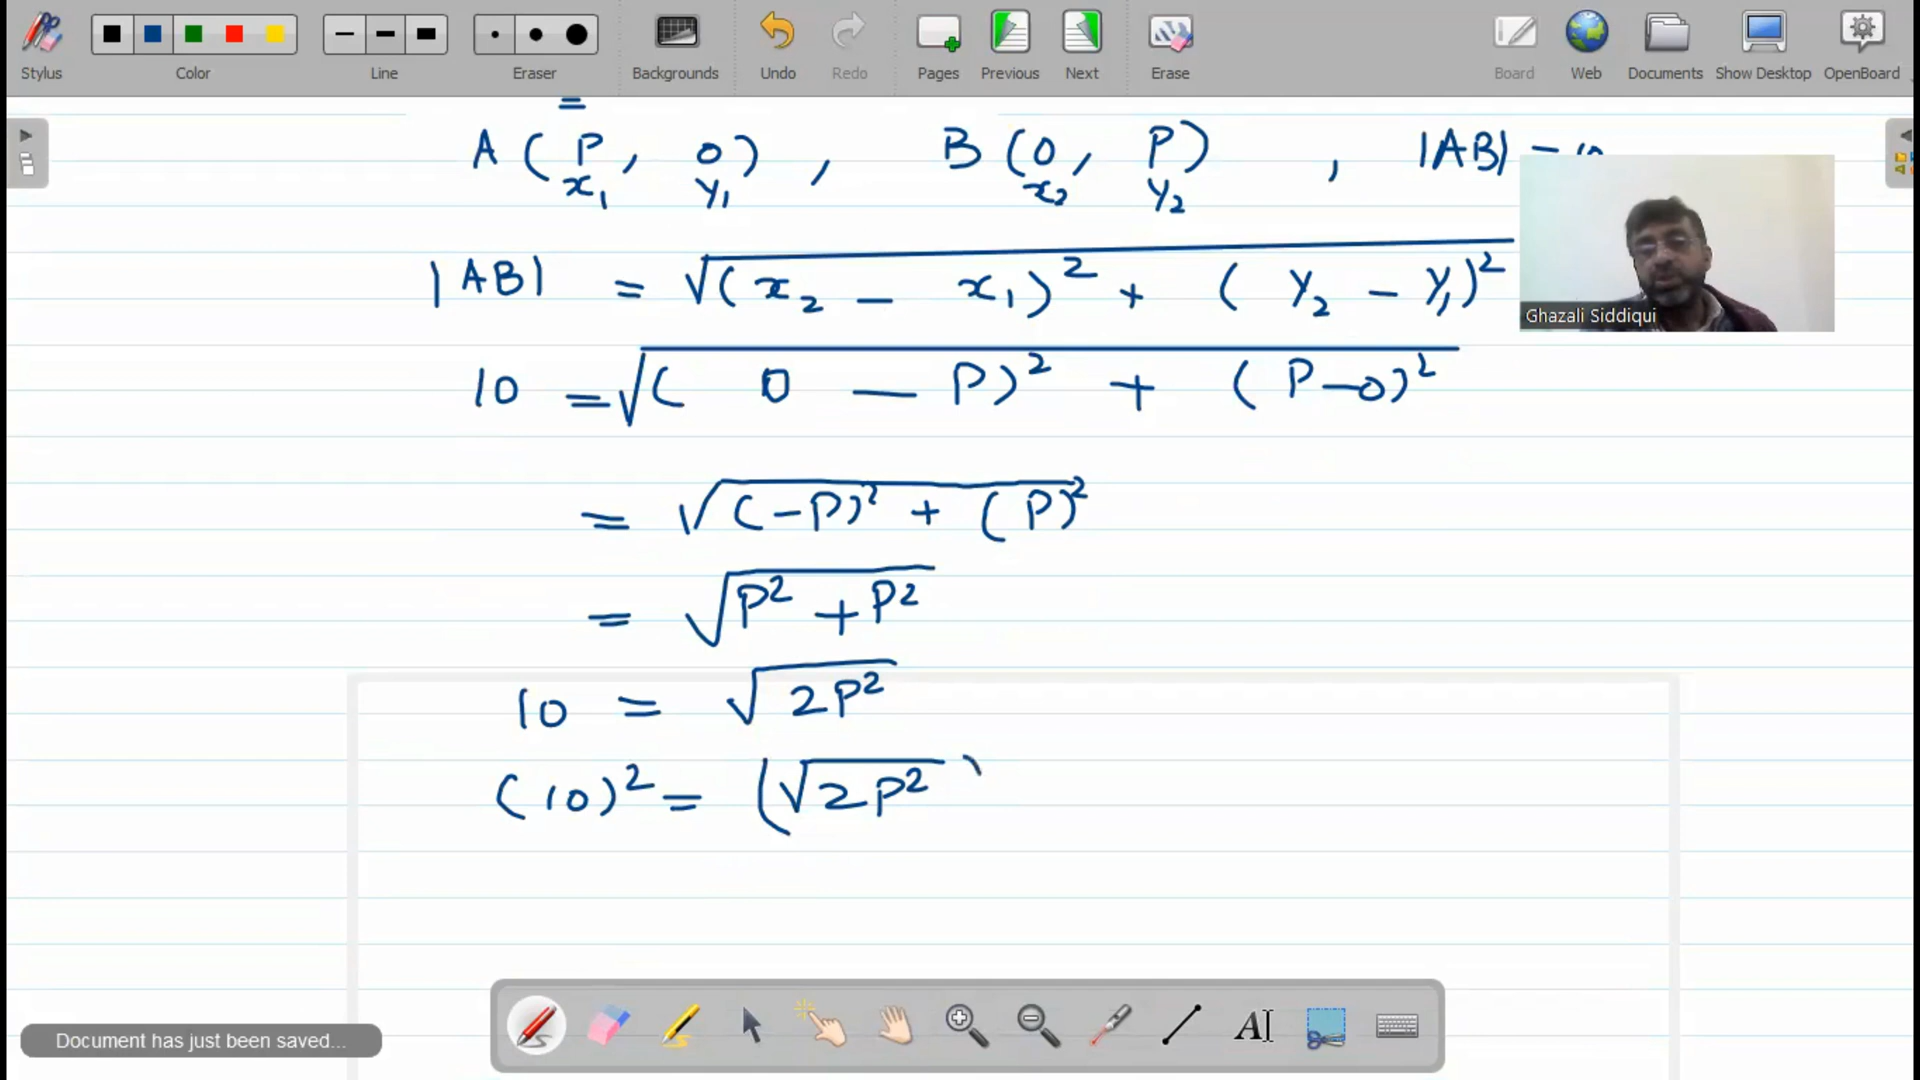 Stylus Color Line Eraser Backgrounds Undo Redo Pages Previous Next Erase Board Web Documents Show Desktop OpenBoard
=
A ( P , 0 ) , B ( 0 , P ) , |AB| =
x₁ y₁ x₂ y₂
|AB| = √(x₂ − x₁)² + (y₂ − y₁)²
Ghazali Siddiqui
10 = √(0 − P)² + (P−0)²
= √(−P)² + (P)²
= √P² + P²
10 = √2P²
(10)² = (√2P² )
Document has just been saved...
A